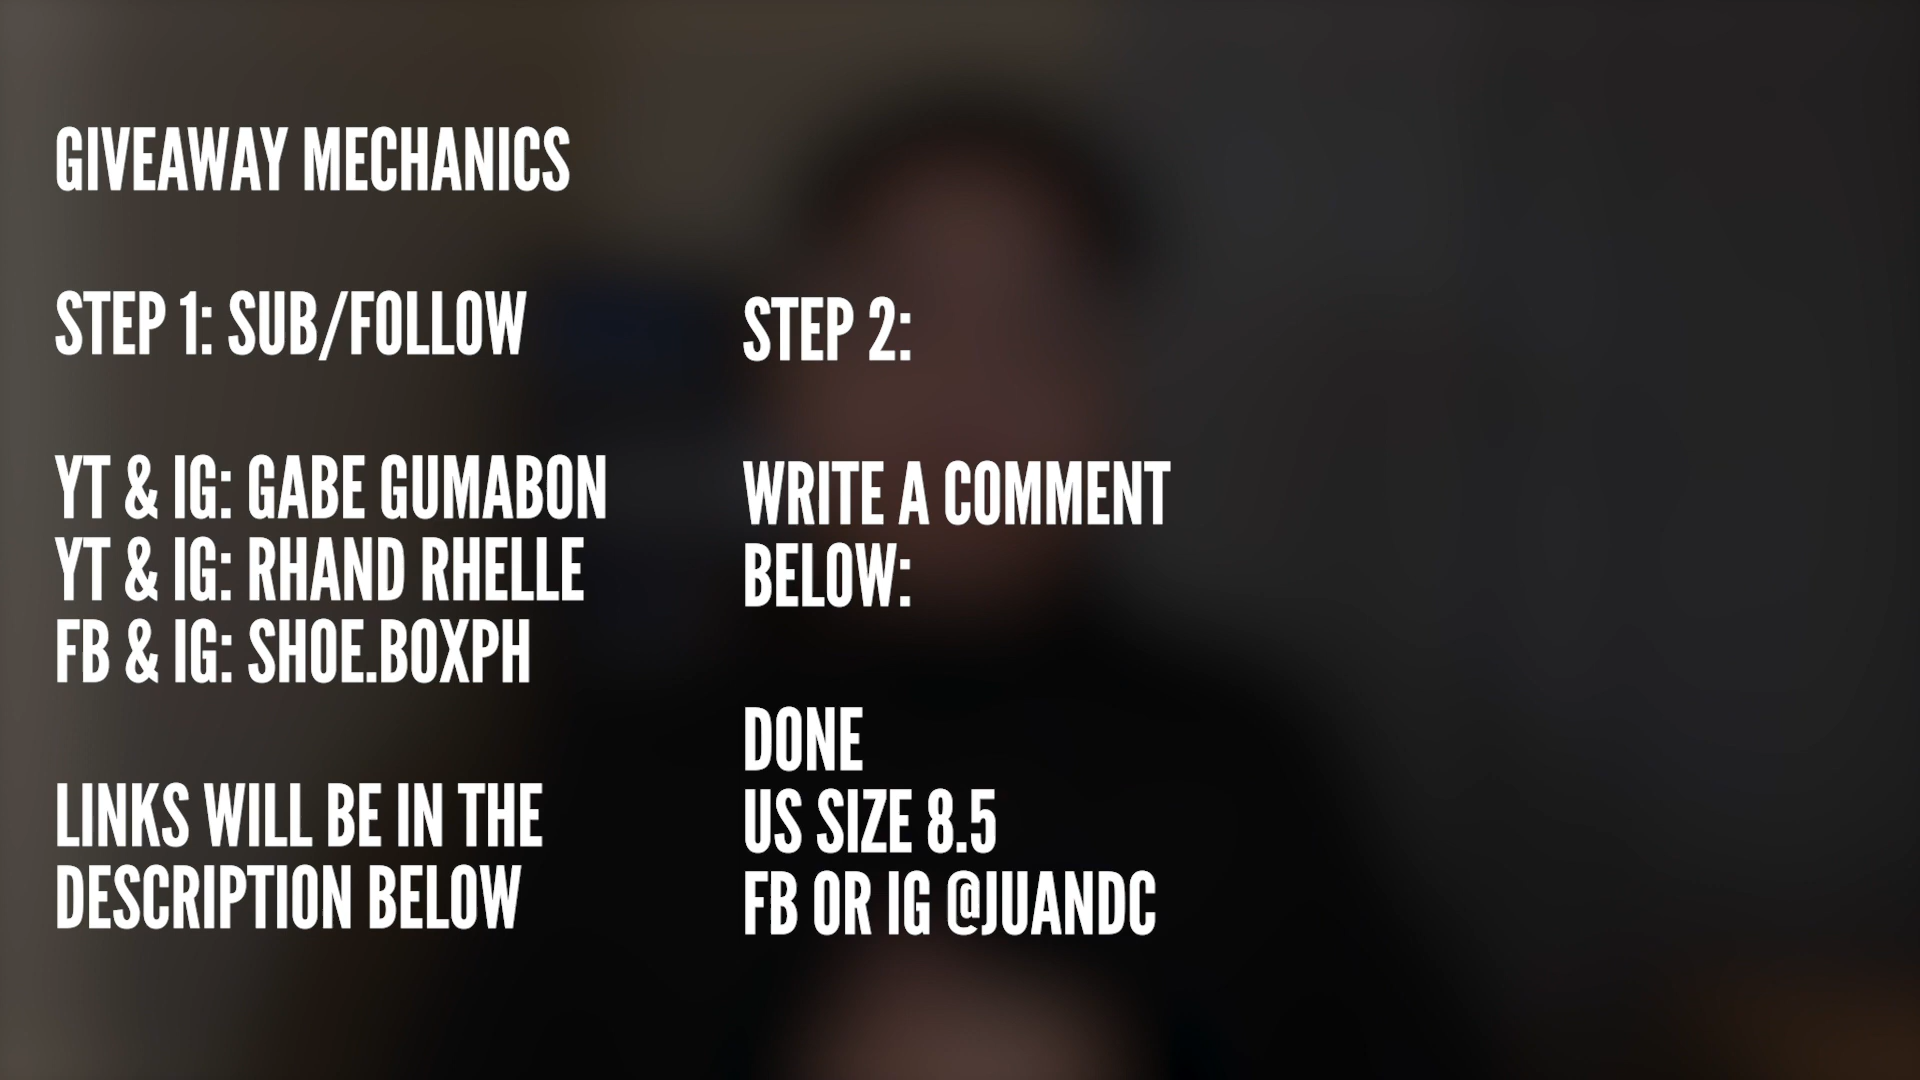 GIVEAWAY MECHANICS
STEP 1: SUB/FOLLOW
YT & IG: GABE GUMABON
YT & IG: RHAND RHELLE
FB & IG: SHOE.BOXPH
LINKS WILL BE IN THE
DESCRIPTION BELOW
STEP 2:
WRITE A COMMENT
BELOW:
DONE
US SIZE 8.5
FB OR IG @JUANDC